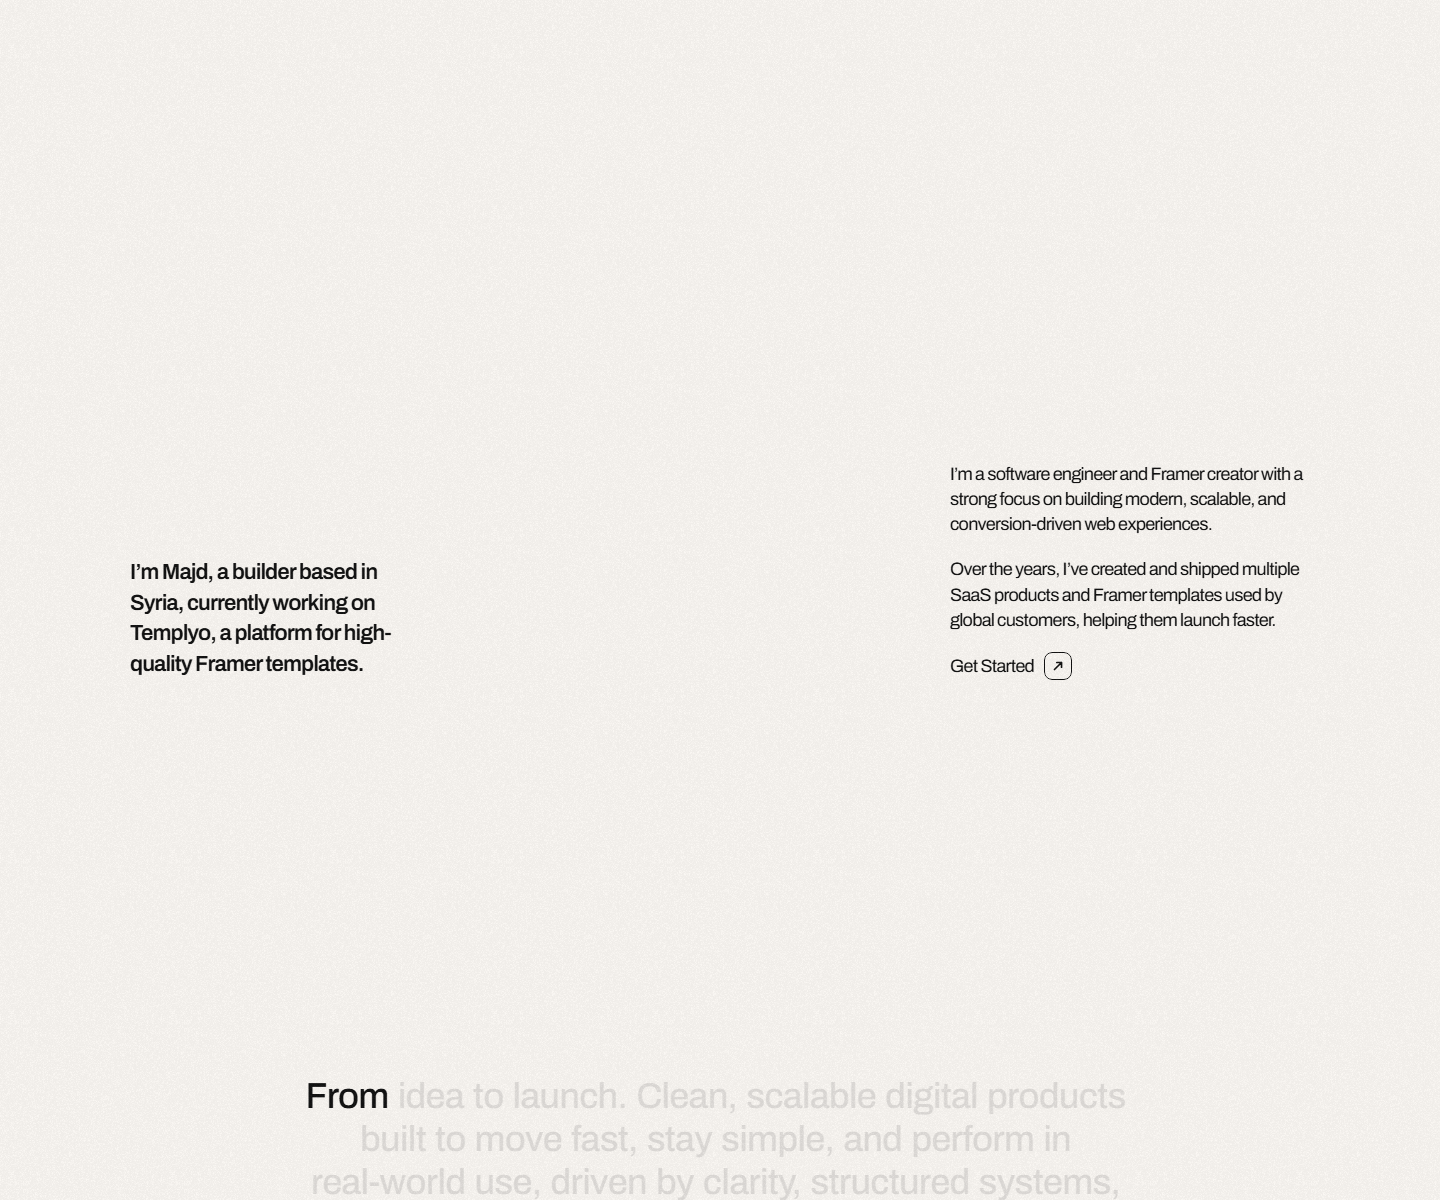 I’m Majd, a builder based in
Syria, currently working on
Templyo, a platform for high-
quality Framer templates.
I’m a software engineer and Framer creator with a
strong focus on building modern, scalable, and
conversion-driven web experiences.
Over the years, I’ve created and shipped multiple
SaaS products and Framer templates used by
global customers, helping them launch faster.
Get Started
From idea to launch. Clean, scalable digital products
built to move fast, stay simple, and perform in
real-world use, driven by clarity, structured systems,